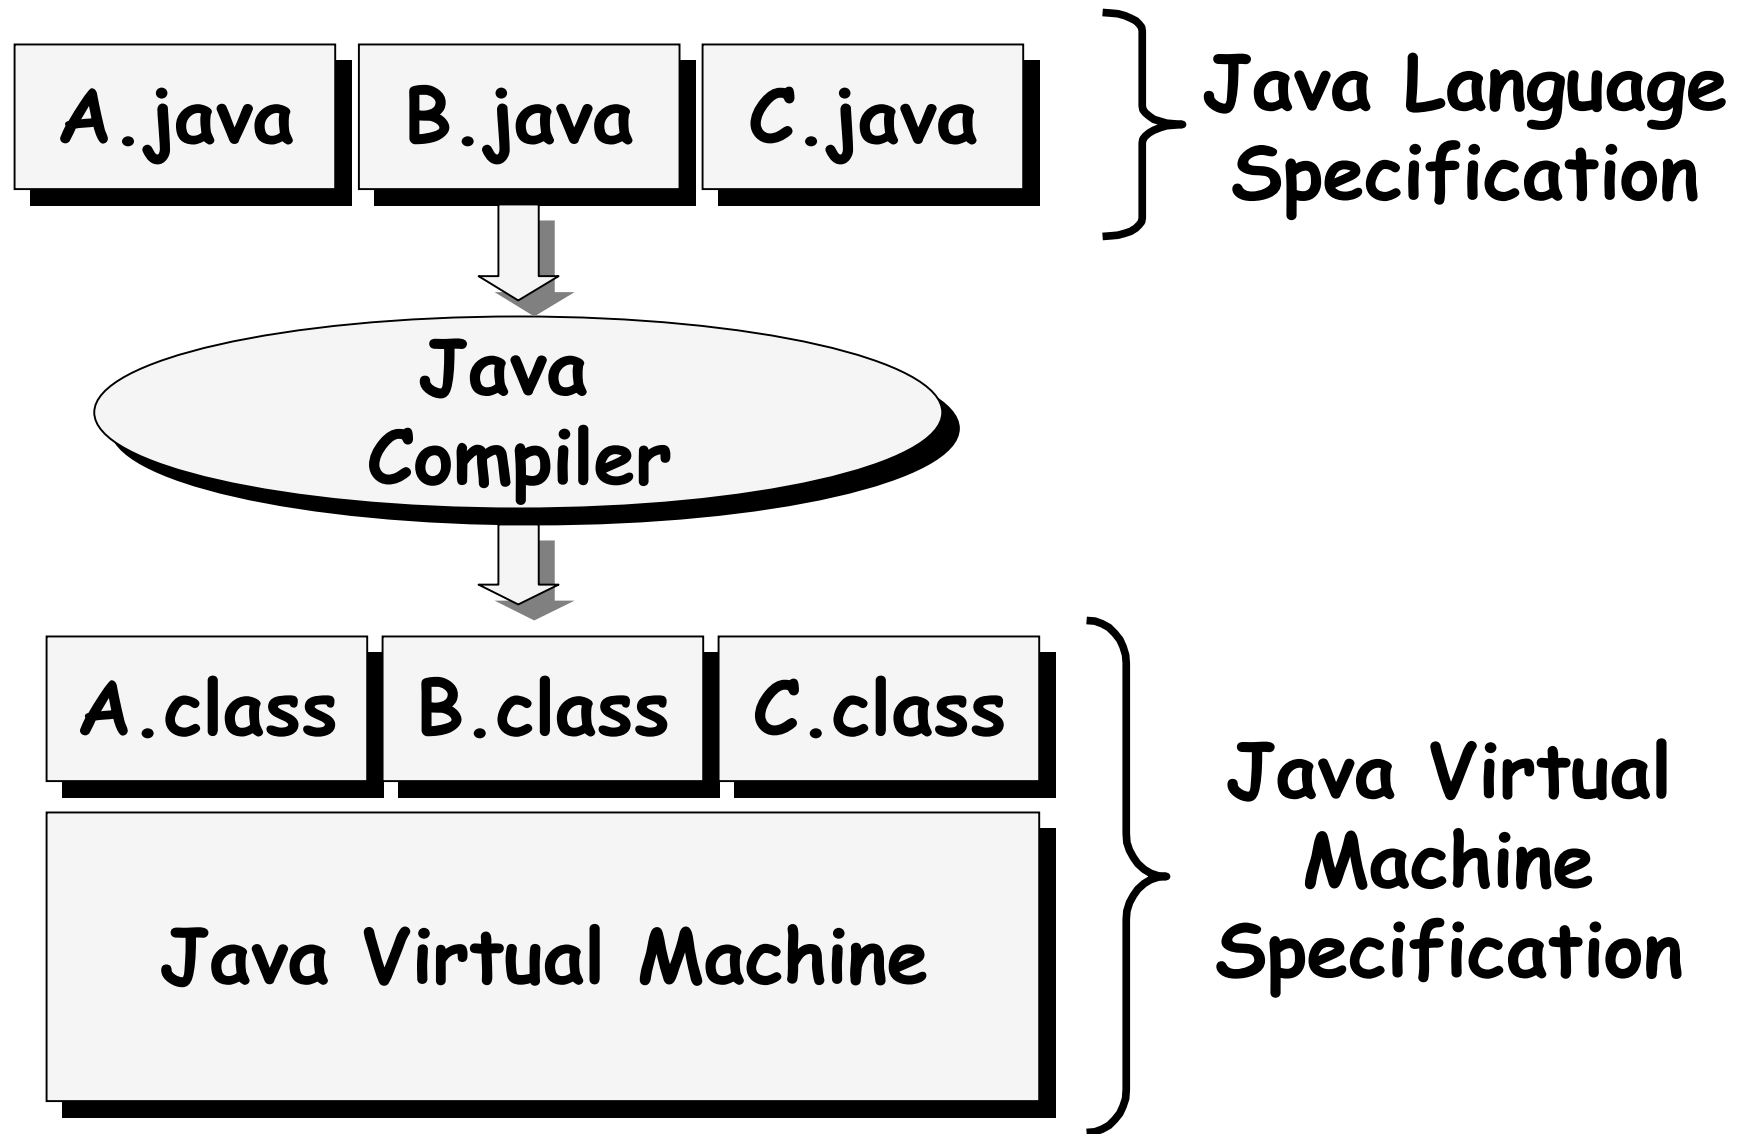 A.java
B.java
C.java
Java Language
Specification
Java
Compiler
A.class
B.class
C.class
Java Virtual Machine
Java Virtual
Machine
Specification